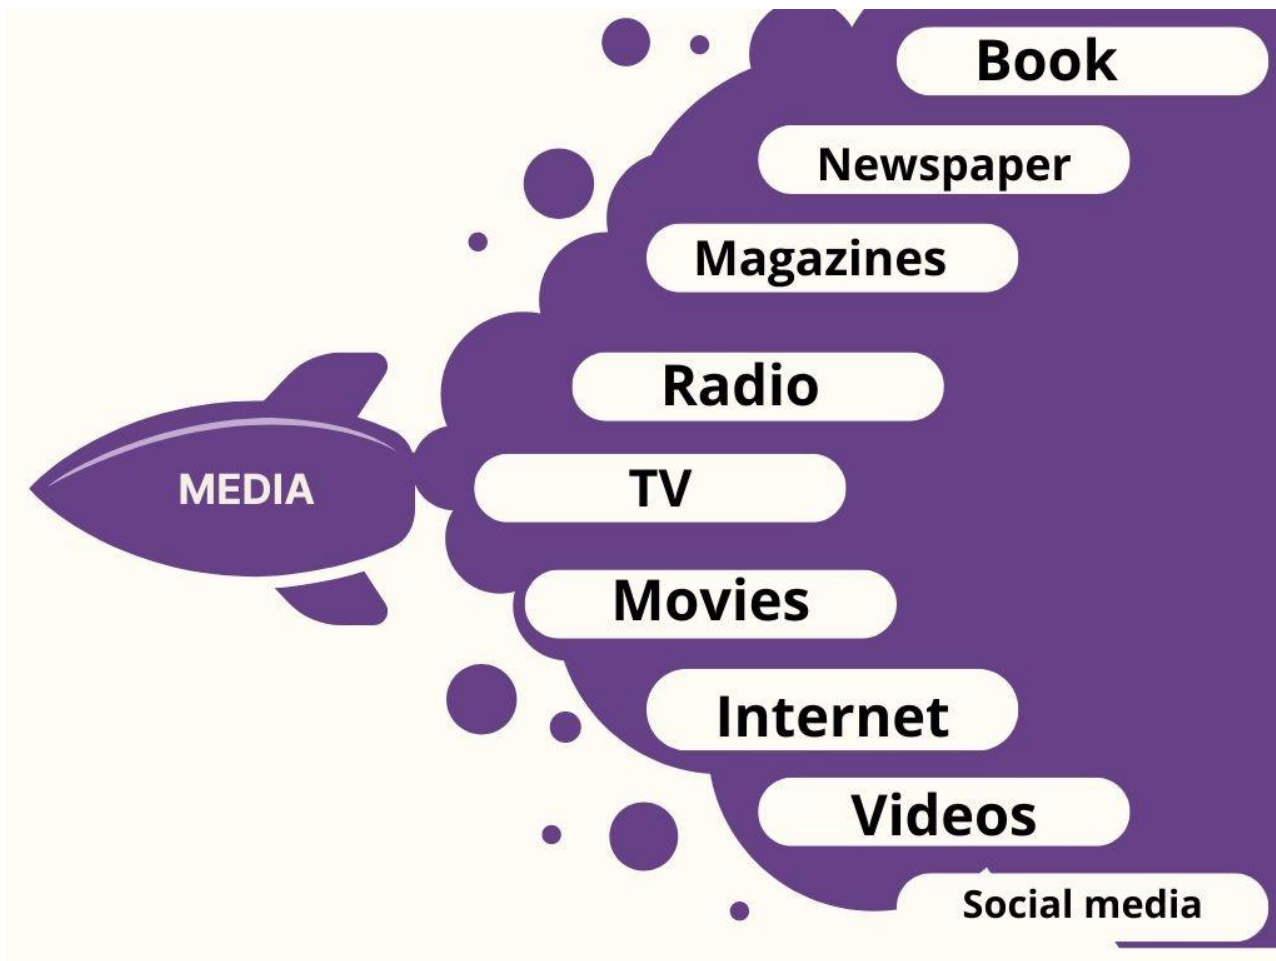 Book
Newspaper
Magazines
Radio
MEDIA
TV
Movies
Internet
Videos
Social media